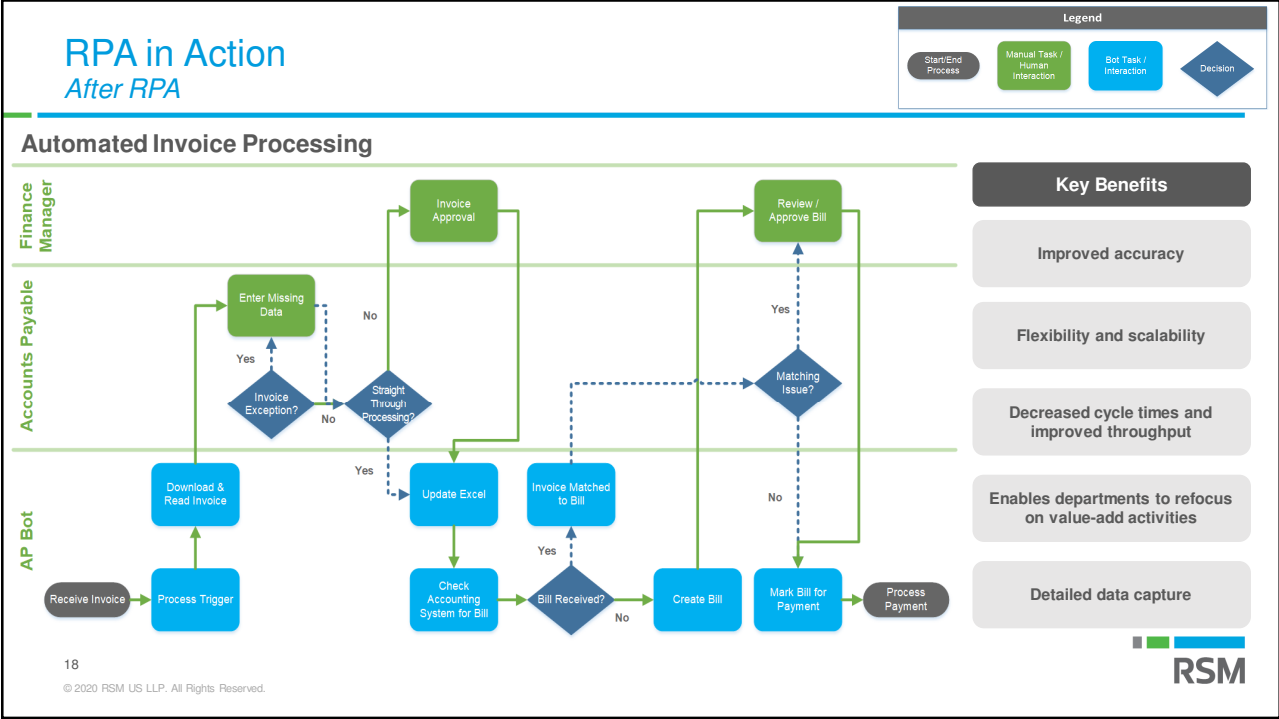 RPA in Action
After RPA
Legend
Start/End
Process
Manual Task /
Human
Interaction
Bot Task /
Interaction
Decision
Automated Invoice Processing
Finance
Manager
Accounts Payable
AP Bot
Invoice
Approval
Review /
Approve Bill
Enter Missing
Data
No
Yes
Yes
Invoice
Exception?
No
Straight
Through
Processing?
Matching
Issue?
Yes
No
Download &
Read Invoice
Update Excel
Invoice Matched
to Bill
Yes
Receive Invoice
Process Trigger
Check
Accounting
System for Bill
Bill Received?
No
Create Bill
Mark Bill for
Payment
Process
Payment
Key Benefits
Improved accuracy
Flexibility and scalability
Decreased cycle times and
improved throughput
Enables departments to refocus
on value-add activities
Detailed data capture
18
© 2020 RSM US LLP. All Rights Reserved.
RSM